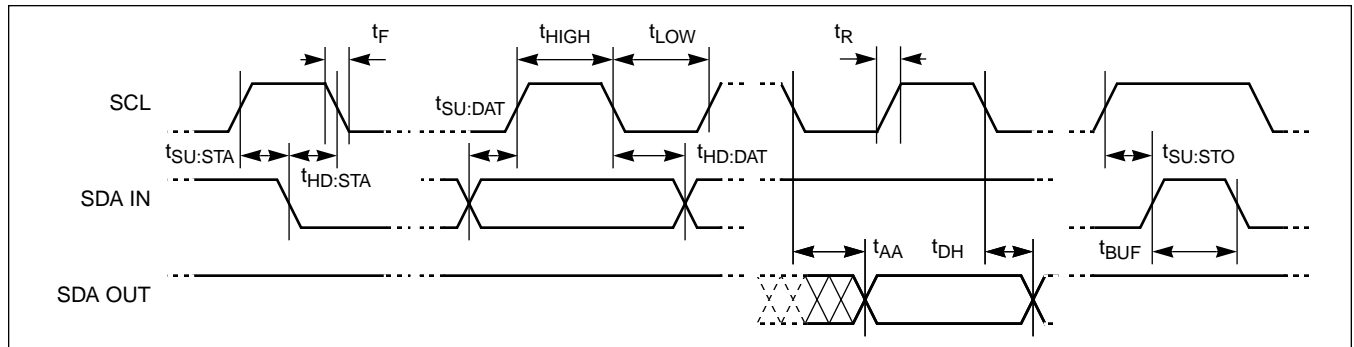 tF
tHIGH
tLOW
tR
SCL
tSU:DAT
tSU:STA
tHD:STA
tHD:DAT
tSU:STO
SDA IN
tAA
tDH
tBUF
SDA OUT